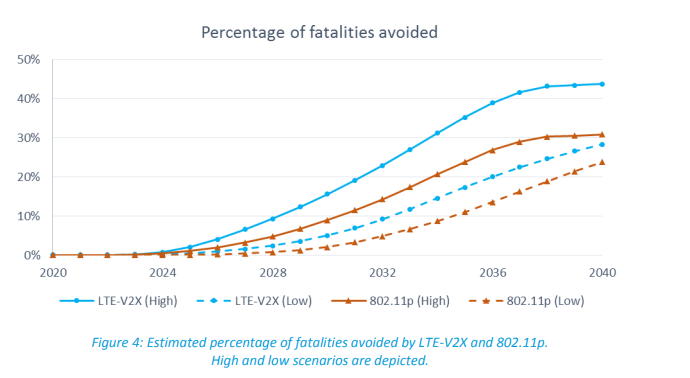 Percentage of fatalities avoided
50%
40%
30%
20%
10%
0%
2020 2024 2028 2032 2036 2040
LTE-V2X (High) LTE-V2X (Low) 802.11p (High) 802.11p (Low)
Figure 4: Estimated percentage of fatalities avoided by LTE-V2X and 802.11p.
High and low scenarios are depicted.